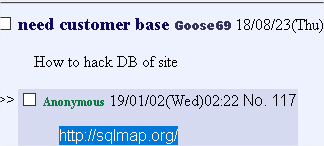 need customer base Goose69 18/08/23(Thu)
How to hack DB of site
>> Anonymous 19/01/02(Wed)02:22 No. 117
http://sqlmap.org/